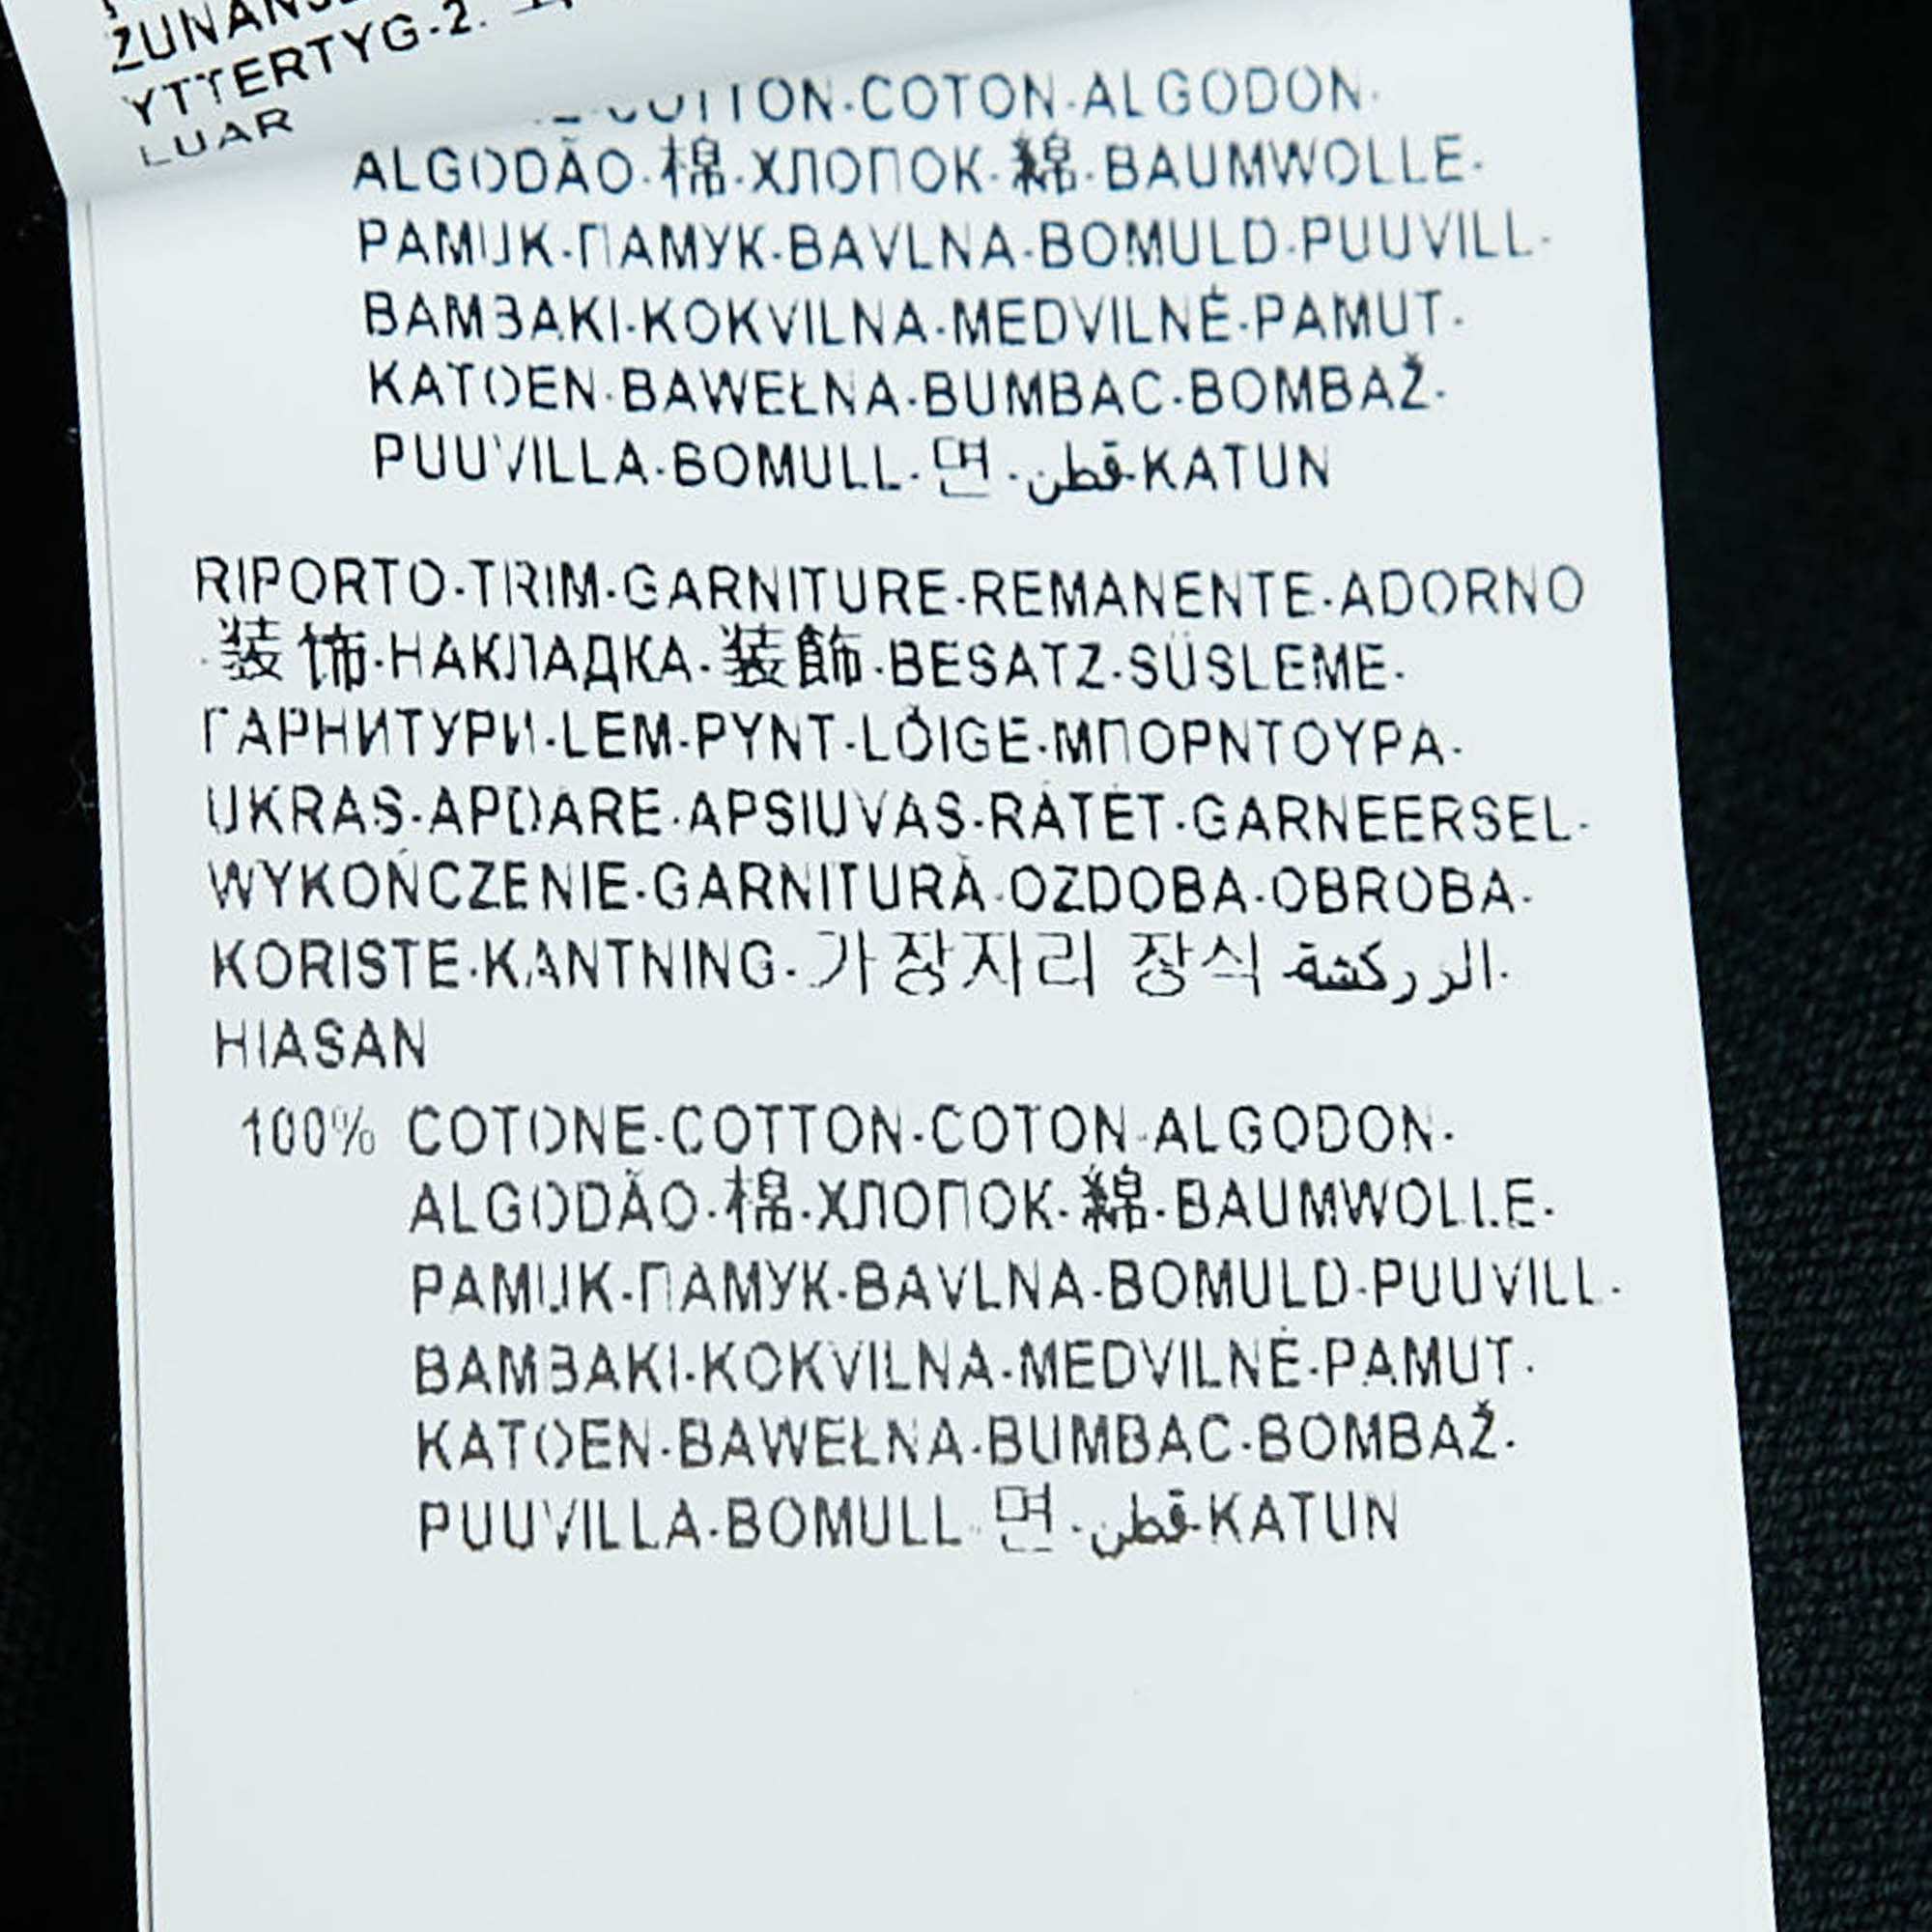 YTTERTYG-2.
LUAR
COTTON·COTON·ALGODON·
ALGODÃO·棉·ХЛОПОК·綿·BAUMWOLLE·
PAMUK·ПАМУК·BAVLNA·BOMULD·PUUVILL·
BAMBAKI·KOKVILNA·MEDVILNĖ·PAMUT·
KATOEN·BAWEŁNA·BUMBAC·BOMBAŽ·
PUUVILLA·BOMULL·면·قطن·KATUN
RIPORTO·TRIM·GARNITURE·REMANENTE·ADORNO
·装饰·НАКЛАДКА·装飾·BESATZ·SÜSLEME·
ГАРНИТУРИ·LEM·PYNT·LÕIGE·ΜΠΟΡΝΤΟΥΡΑ·
UKRAS·APDARE·APSIUVAS·RÁTÉT·GARNEERSEL·
WYKOŃCZENIE·GARNITURĂ·OZDOBA·OBROBA·
KORISTE·KANTNING·가장자리 장식 الزركشة·
HIASAN
100% COTONE·COTTON·COTON·ALGODON·
ALGODÃO·棉·ХЛОПОК·綿·BAUMWOLLE·
PAMUK·ПАМУК·BAVLNA·BOMULD·PUUVILL·
BAMBAKI·KOKVILNA·MEDVILNĖ·PAMUT·
KATOEN·BAWEŁNA·BUMBAC·BOMBAŽ·
PUUVILLA·BOMULL·면·قطن·KATUN